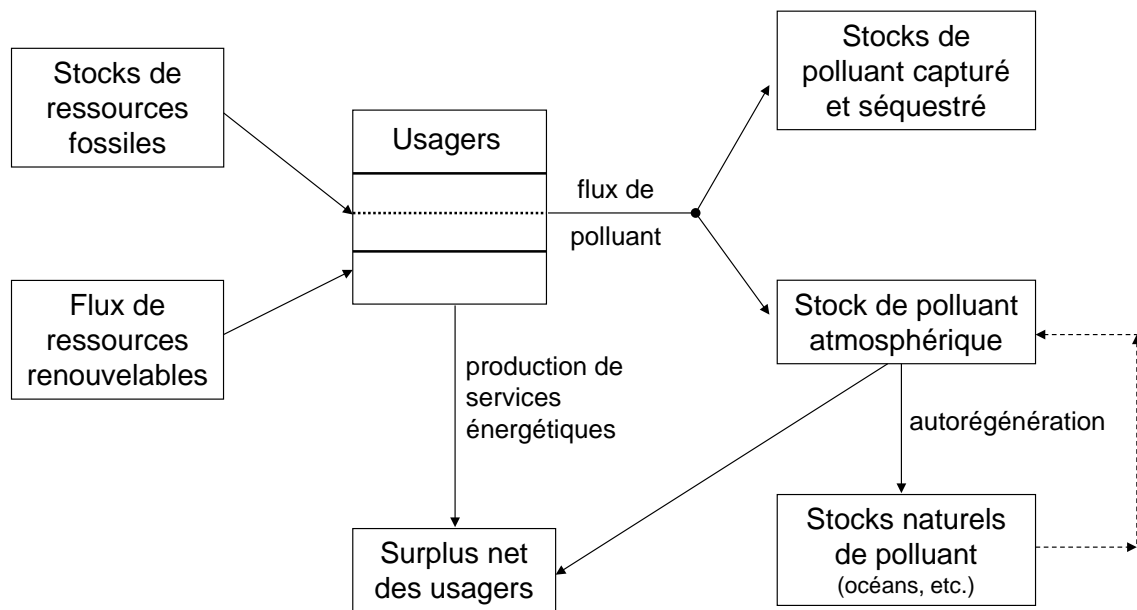 Stocks de
ressources
fossiles
Usagers
Stocks de
polluant capturé
et séquestré
flux de
polluant
Flux de
ressources
renouvelables
Stock de polluant
atmosphérique
production de
services
énergétiques
autorégénération
Surplus net
des usagers
Stocks naturels
de polluant
(océans, etc.)